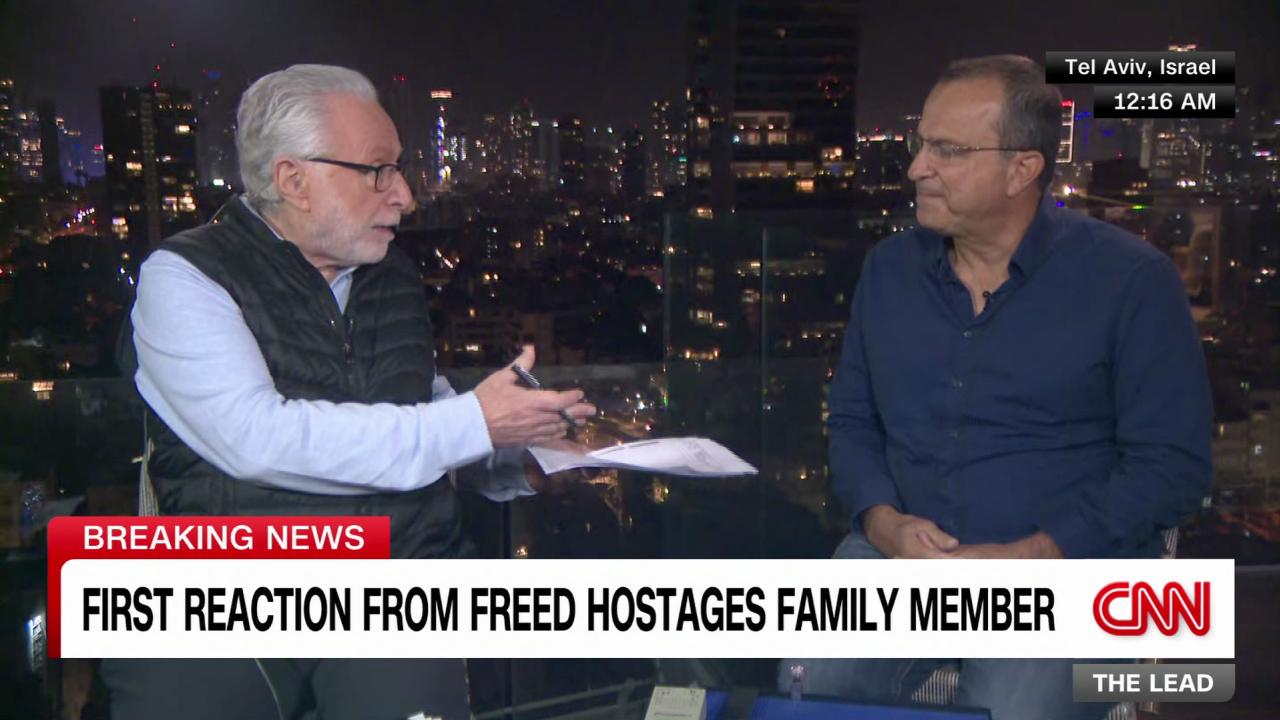 Tel Aviv, Israel
12:16 AM
BREAKING NEWS
FIRST REACTION FROM FREED HOSTAGES FAMILY MEMBER
CNN
THE LEAD